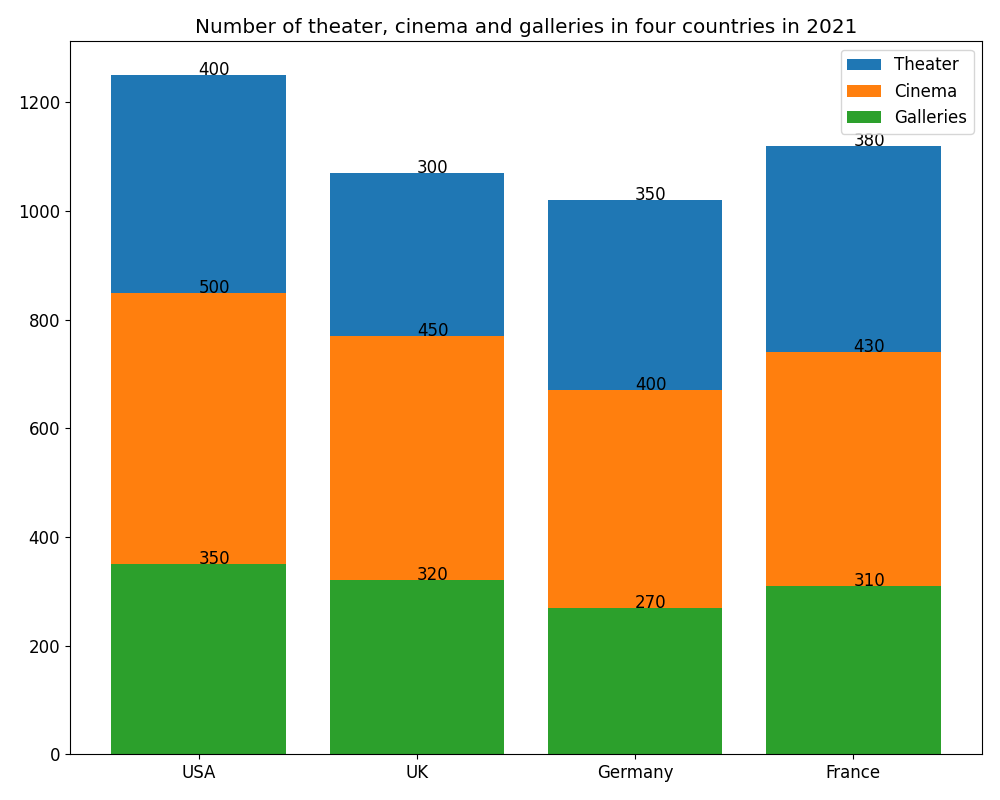 Number of theater, cinema and galleries in four countries in 2021
Theater
Cinema
Galleries
1200
1000
800
600
400
200
0
400
500
350
300
450
320
350
400
270
380
430
310
USA
UK
Germany
France